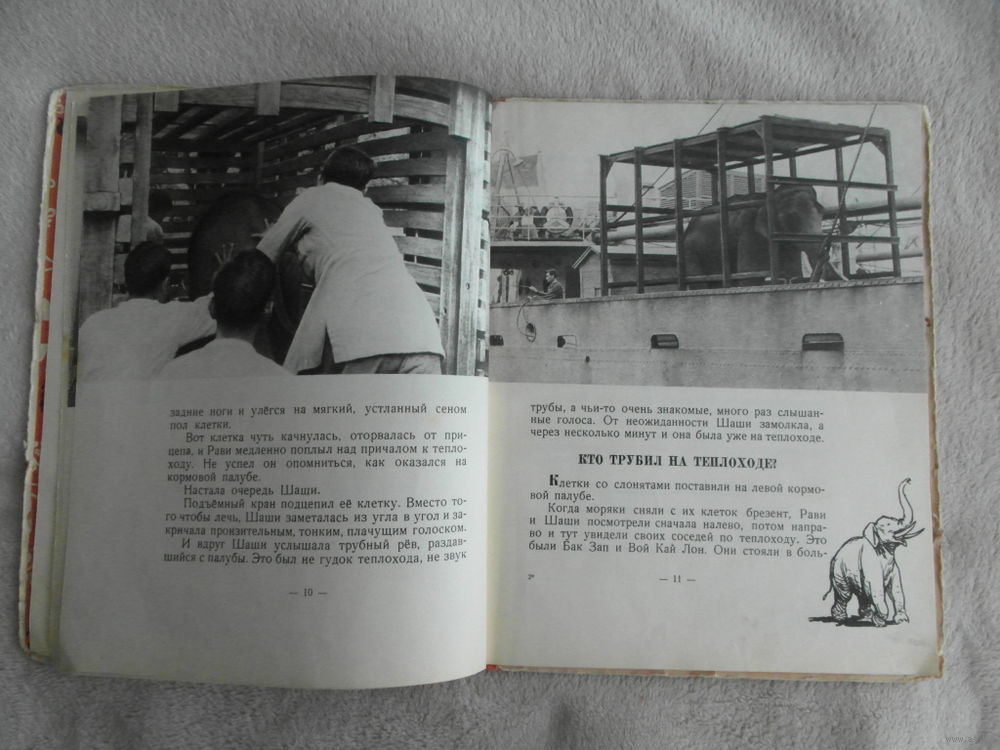 задние ноги и улёгся на мягкий, устланный сеном
пол клетки.
Вот клетка чуть качнулась, оторвалась от при-
цепа, и Рави медленно поплыл над причалом к тепло-
ходу. Не успел он опомниться, как оказался на
кормовой палубе.
Настала очередь Шаши.
Подъёмный кран подцепил её клетку. Вместо то-
го чтобы лечь, Шаши заметалась из угла в угол и за-
кричала пронзительным, тонким, плачущим голоском.
И вдруг Шаши услышала трубный рёв, раздав-
шийся с палубы. Это был не гудок теплохода, не звук
— 10 —
трубы, а чьи-то очень знакомые, много раз слышан-
ные голоса. От неожиданности Шаши замолкла, а
через несколько минут и она была уже на теплоходе.
КТО ТРУБИЛ НА ТЕПЛОХОДЕ?
Клетки со слонятами поставили на левой кормо-
вой палубе.
Когда моряки сняли с их клеток брезент, Рави
и Шаши посмотрели сначала налево, потом напра-
во и тут увидели своих соседей по теплоходу. Это
были Бак Зап и Вой Кай Лон. Они стояли в боль-
2*
— 11 —